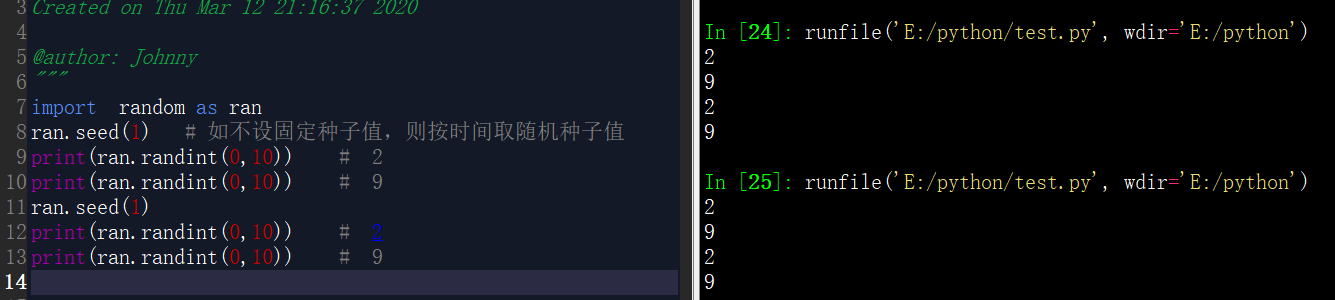 3 Created on Thu Mar 12 21:16:37 2020
4
5 @author: Johnny
6 """
7 import  random as ran
8 ran.seed(1)   # 如不设固定种子值，则按时间取随机种子值
9 print(ran.randint(0,10))    #  2
10 print(ran.randint(0,10))    #  9
11 ran.seed(1)
12 print(ran.randint(0,10))    #  2
13 print(ran.randint(0,10))    #  9
14
In [24]: runfile('E:/python/test.py', wdir='E:/python')
2
9
2
9
In [25]: runfile('E:/python/test.py', wdir='E:/python')
2
9
2
9